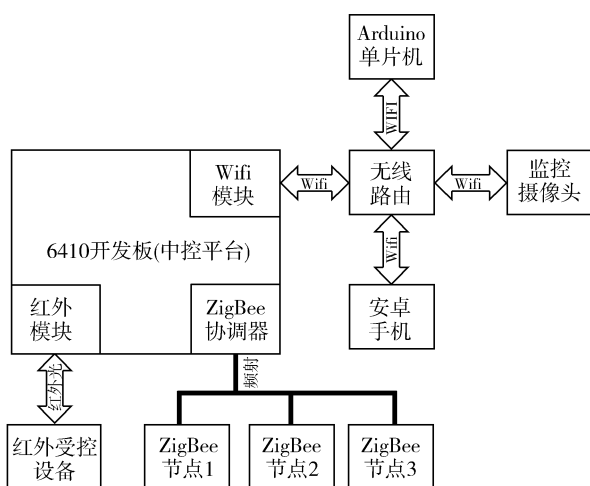 Arduino
单片机
WIFI
Wifi
模块
Wifi
无线
路由
Wifi
监控
摄像头
6410开发板(中控平台)
Wifi
红外
模块
ZigBee
协调器
安卓
手机
红外光
频射
红外受控
设备
ZigBee
节点1
ZigBee
节点2
ZigBee
节点3